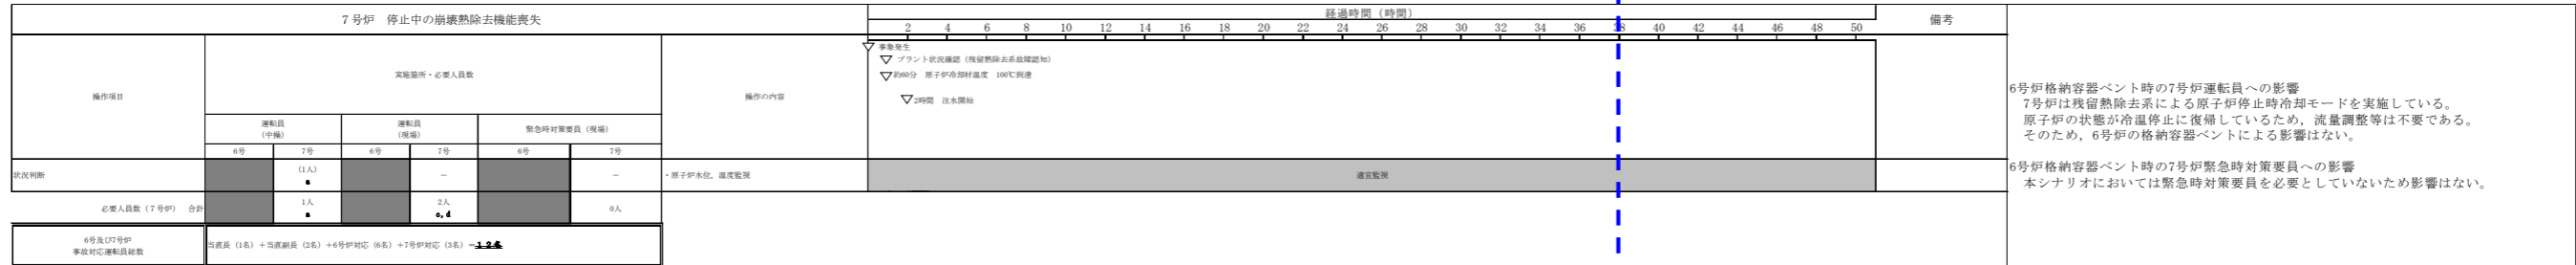 7号炉 停止中の崩壊熱除去機能喪失
経過時間（時間）
備考
2 4 6 8 10 12 14 16 18 20 22 24 26 28 30 32 34 36 38 40 42 44 46 48 50
操作項目
実施箇所・必要人員数
操作の内容
事象発生
プラント状況確認（残留熱除去系故障認知）
約60分 原子炉冷却材温度 100℃到達
2時間 注水開始
運転員
（中操）
運転員
（現場）
緊急時対策要員（現場）
6号 7号 6号 7号 6号 7号
状況判断
（1人）
a
－
－
・原子炉水位，温度監視
適宜監視
必要人員数（7号炉） 合計
1人
a
2人
c,d
0人
6号及び7号炉
事故対応運転員総数
当直長（1名）＋当直副長（2名）＋6号炉対応（6名）＋7号炉対応（3名）＝12名
6号炉格納容器ベント時の7号炉運転員への影響
7号炉は残留熱除去系による原子炉停止時冷却モードを実施している。
原子炉の状態が冷温停止に復帰しているため，流量調整等は不要である。
そのため，6号炉の格納容器ベントによる影響はない。
6号炉格納容器ベント時の7号炉緊急時対策要員への影響
本シナリオにおいては緊急時対策要員を必要としていないため影響はない。